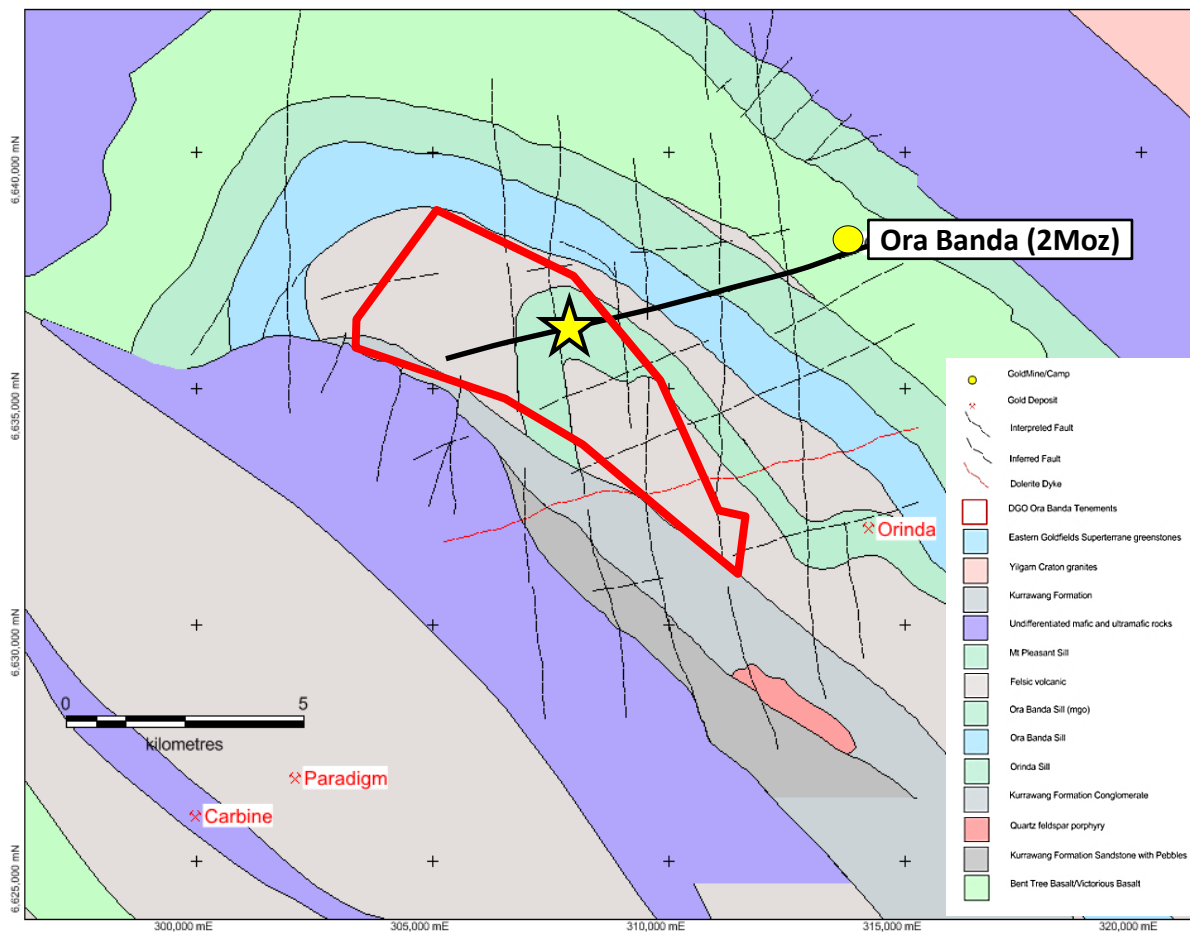 6,640,000 mN
6,635,000 mN
6,630,000 mN
6,625,000 mN
Ora Banda (2Moz)
Orinda
Paradigm
Carbine
0 5
kilometres
GoldMine/Camp
Gold Deposit
Interpreted Fault
Inferred Fault
Dolerite Dyke
DGO Ora Banda Tenements
Eastern Goldfields Superterrane greenstones
Yilgarn Craton granites
Kurrawang Formation
Undifferentiated mafic and ultramafic rocks
Mt Pleasant Sill
Felsic volcanic
Ora Banda Sill (mgo)
Ora Banda Sill
Orinda Sill
Kurrawang Formation Conglomerate
Quartz feldspar porphyry
Kurrawang Formation Sandstone with Pebbles
Bent Tree Basalt/Victorious Basalt
300,000 mE 305,000 mE 310,000 mE 315,000 mE 320,000 mE